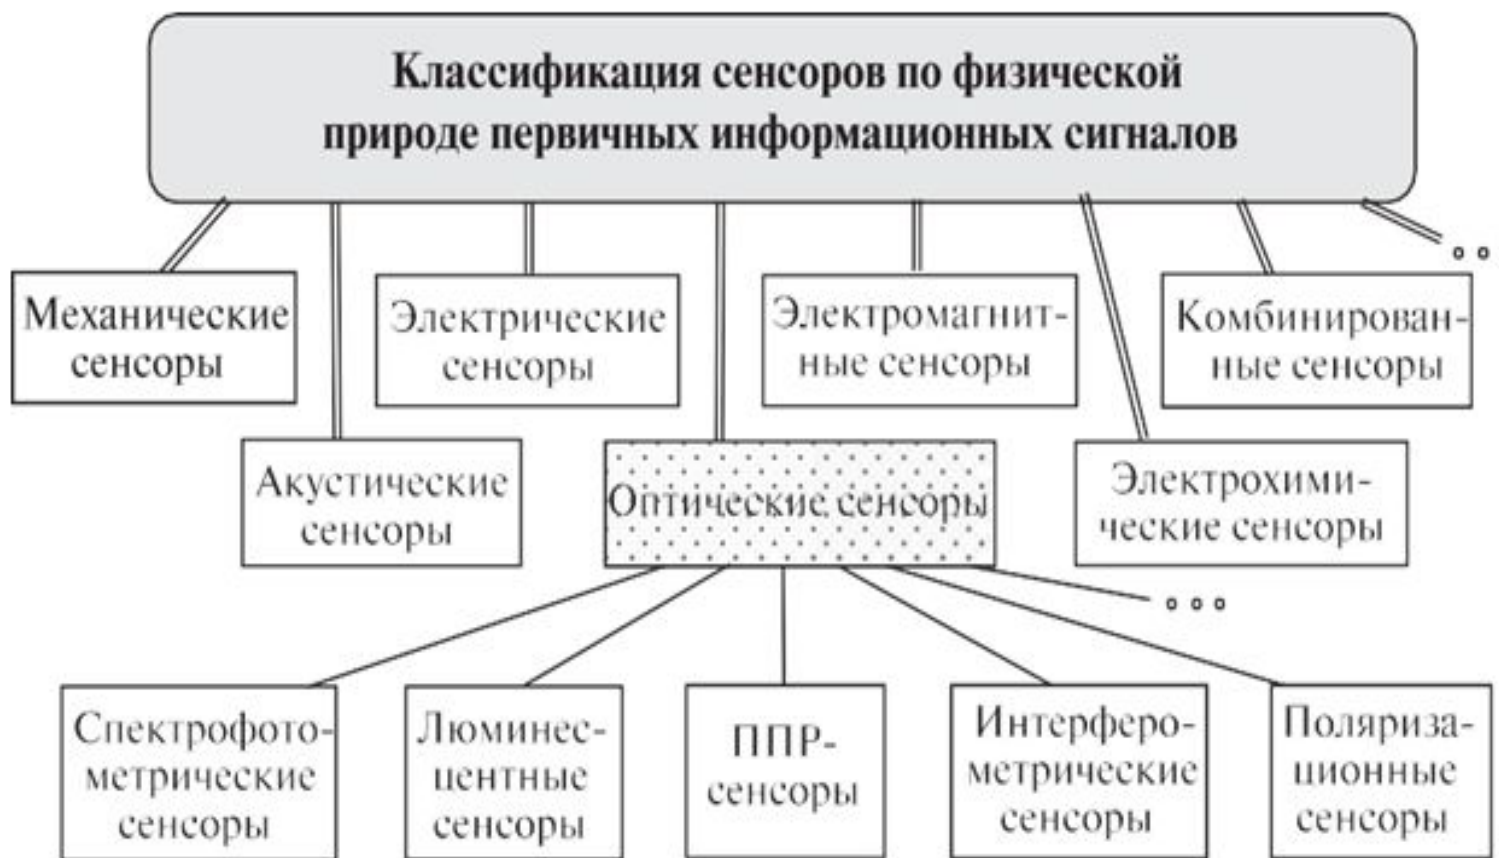 Классификация сенсоров по физической
природе первичных информационных сигналов
Механические
сенсоры
Электрические
сенсоры
Электромагнит-
ные сенсоры
Комбинирован-
ные сенсоры
Акустические
сенсоры
Оптические сенсоры
Электрохими-
ческие сенсоры
Спектрофото-
метрические
сенсоры
Люминес-
центные
сенсоры
ППР-
сенсоры
Интерферо-
метрические
сенсоры
Поляриза-
ционные
сенсоры